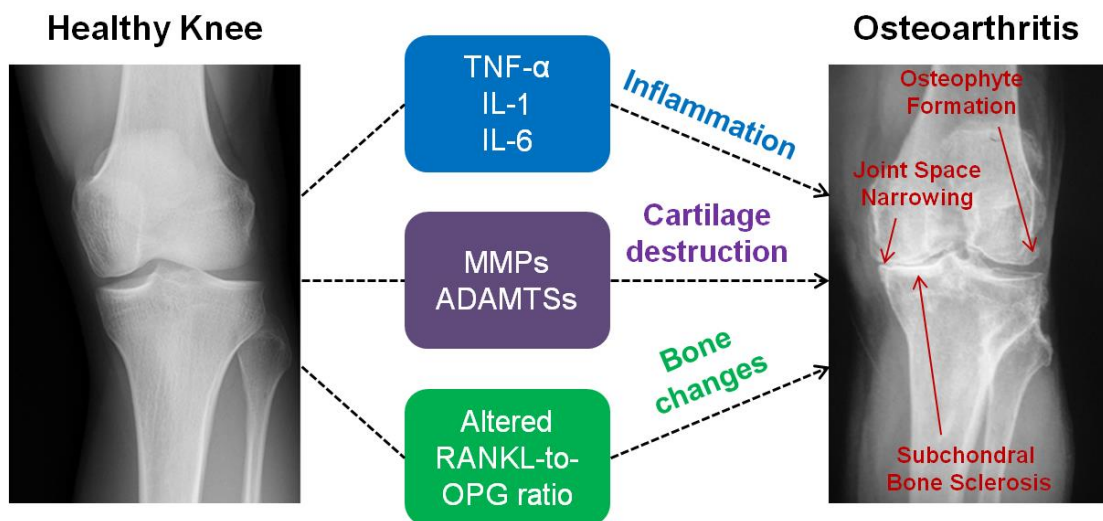 Healthy Knee
TNF-α
IL-1
IL-6
Inflammation
MMPs
ADAMTSs
Cartilage
destruction
Altered
RANKL-to-
OPG ratio
Bone
changes
Osteoarthritis
Osteophyte
Formation
Joint Space
Narrowing
Subchondral
Bone Sclerosis